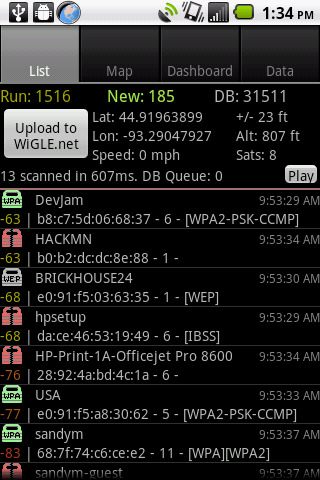 1:34 PM
List Map Dashboard Data
Run: 1516 New: 185 DB: 31511
Upload to WiGLE.net
Lat: 44.91963899 +/- 23 ft
Lon: -93.29047927 Alt: 807 ft
Speed: 0 mph Sats: 8
13 scanned in 607ms. DB Queue: 0 Play
WPA DevJam 9:53:29 AM
-63 | b8:c7:5d:06:68:37 - 6 - [WPA2-PSK-CCMP]
HACKMN 9:53:34 AM
-63 | b0:b2:dc:dc:8e:88 - 1 -
WEP BRICKHOUSE24 9:53:30 AM
-68 | e0:91:f5:03:63:35 - 1 - [WEP]
hpsetup 9:53:29 AM
-68 | da:ce:46:53:19:49 - 6 - [IBSS]
HP-Print-1A-Officejet Pro 8600 9:53:34 AM
-76 | 28:92:4a:bd:4c:1a - 6 -
WPA USA 9:53:33 AM
-77 | e0:91:f5:a8:30:62 - 5 - [WPA2-PSK-CCMP]
WPA sandym 9:53:37 AM
-83 | 68:7f:74:c6:ce:e2 - 11 - [WPA][WPA2]
sandym-guest 9:53:37 AM